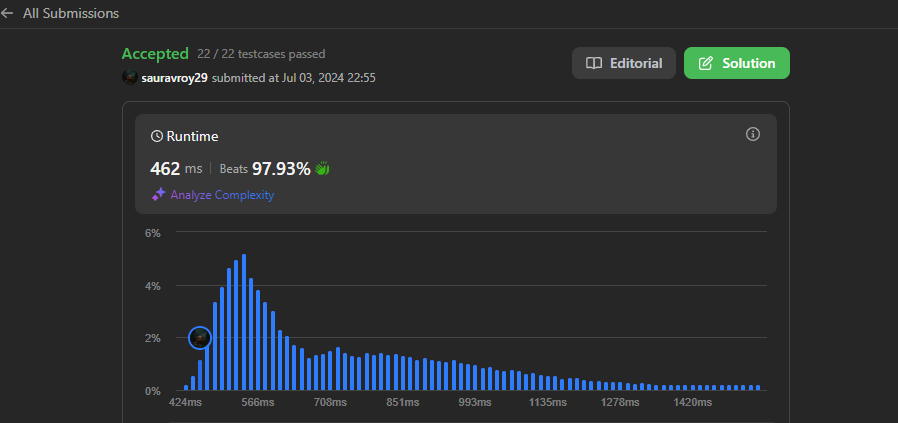 All Submissions
Accepted 22 / 22 testcases passed
sauravroy29 submitted at Jul 03, 2024 22:55
Editorial
Solution
Runtime
462 ms Beats 97.93%
Analyze Complexity
6%
4%
2%
0%
424ms 566ms 708ms 851ms 993ms 1135ms 1278ms 1420ms